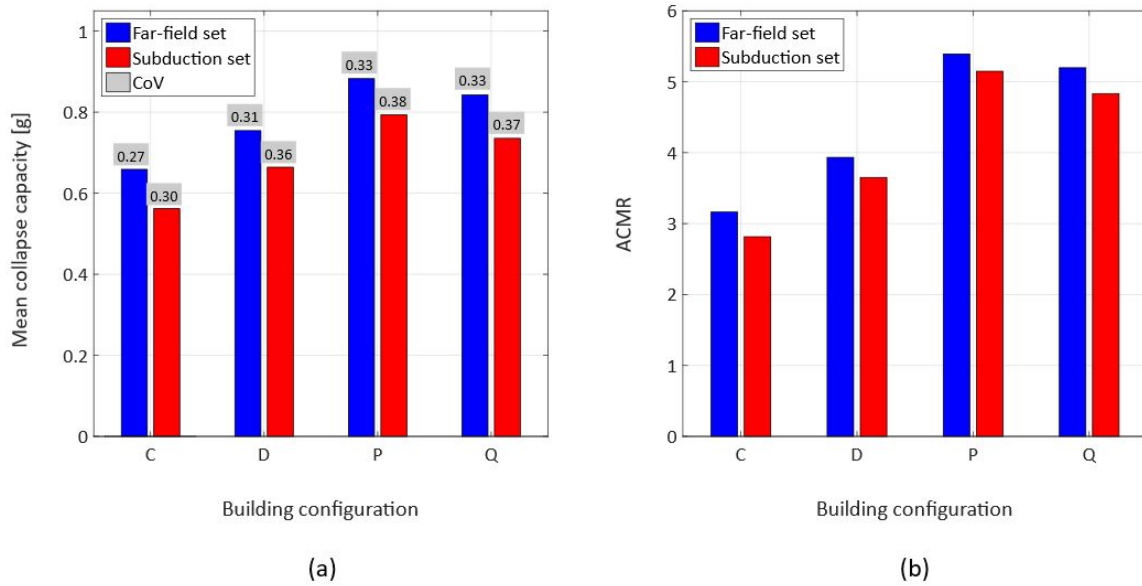 Mean collapse capacity [g]
1
0.8
0.6
0.4
0.2
0
Far-field set
Subduction set
CoV
0.27
0.30
0.31
0.36
0.33
0.38
0.33
0.37
C D P Q
Building configuration
(a)
ACMR
6
5
4
3
2
1
0
Far-field set
Subduction set
C D P Q
Building configuration
(b)